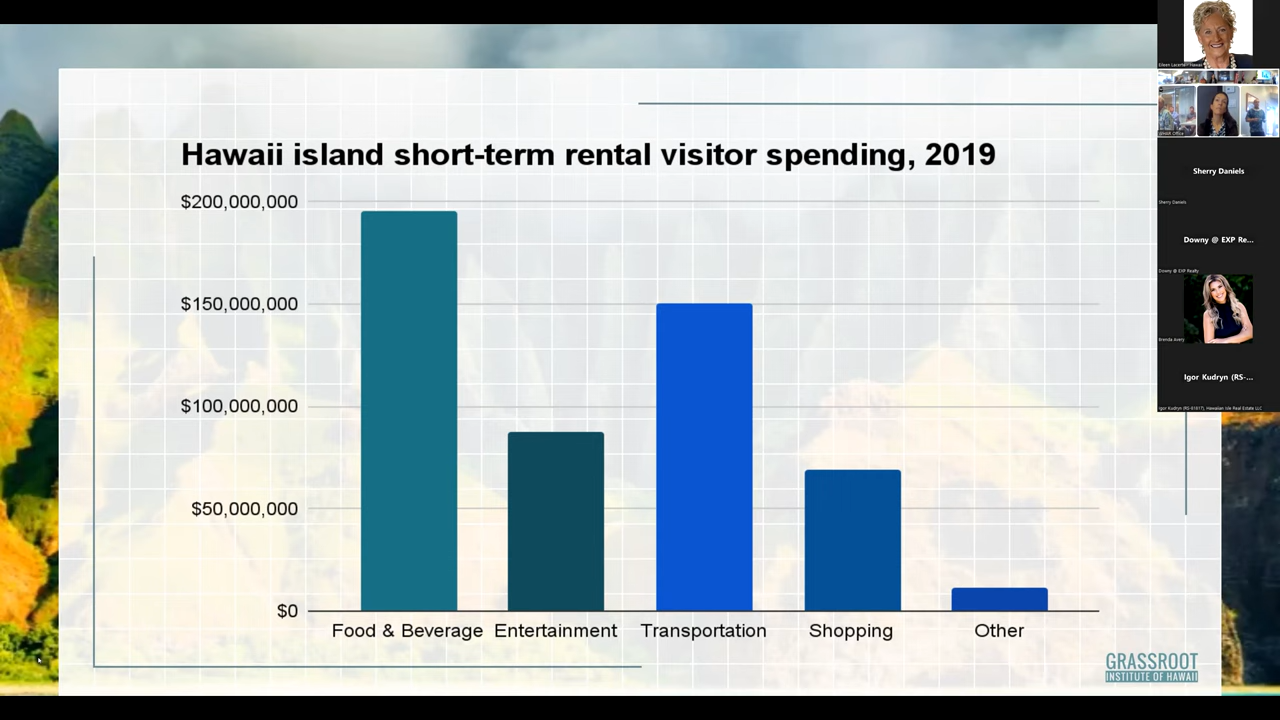 Hawaii island short-term rental visitor spending, 2019
$200,000,000
$150,000,000
$100,000,000
$50,000,000
$0
Food & Beverage
Entertainment
Transportation
Shopping
Other
GRASSROOT
INSTITUTE OF HAWAII
Sherry Daniels
Sherry Daniels
Downy @ EXP Re...
Downy @ EXP Realty
Brenda Avery
Igor Kudryn (RS-...